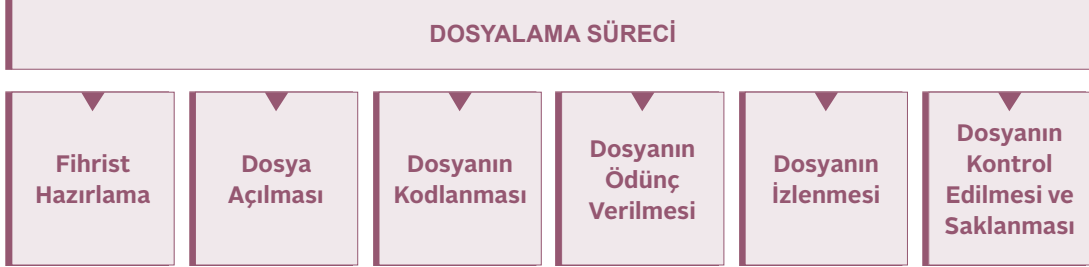 DOSYALAMA SÜRECİ
Fihrist
Hazırlama
Dosya
Açılması
Dosyanın
Kodlanması
Dosyanın
Ödünç
Verilmesi
Dosyanın
İzlenmesi
Dosyanın
Kontrol
Edilmesi ve
Saklanması